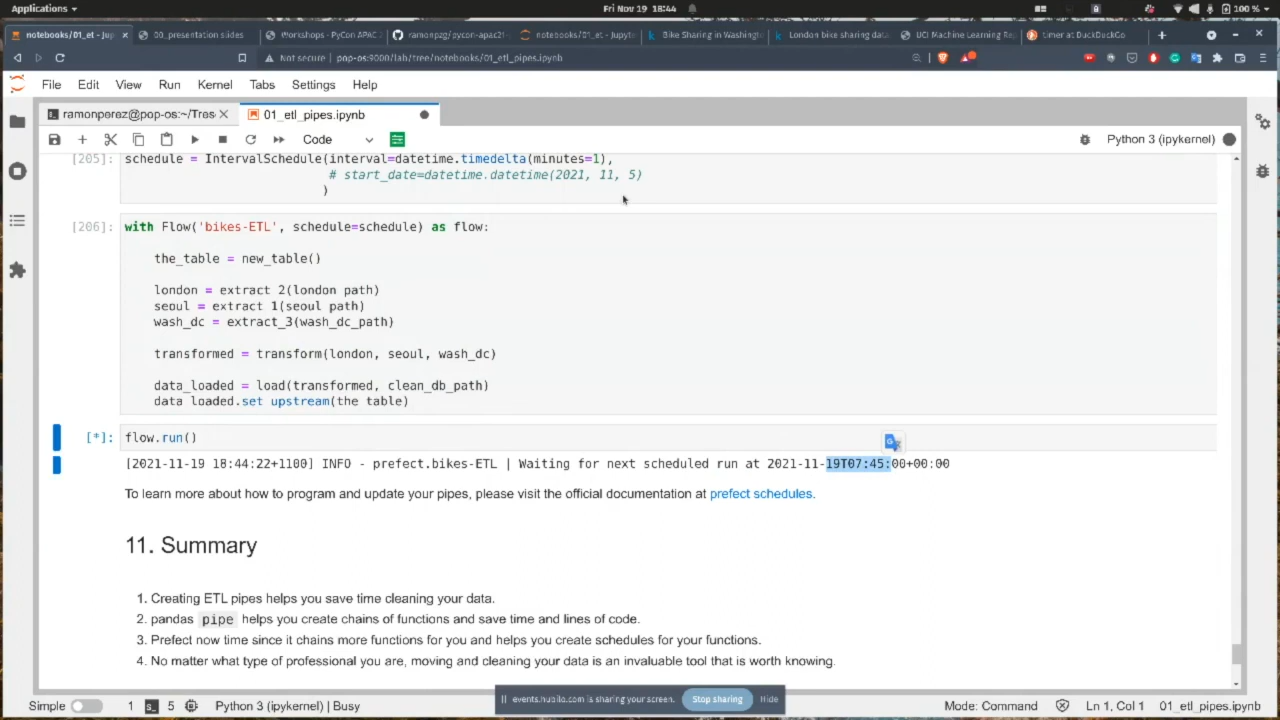 Applications
Fri Nov 19 18:44
100 %
notebooks/01_et - Jup
00_presentation slides
Workshops - PyCon APAC 2
ramonpzg/pycon-apac21
notebooks/01_et - Jupyte
Bike Sharing in Washingt
London bike sharing data
UCI Machine Learning Re
timer at DuckDuckGo
Not secure | pop-os:9000/lab/tree/notebooks/01_etl_pipes.ipynb
File Edit View Run Kernel Tabs Settings Help
ramonperez@pop-os:~/Tres
01_etl_pipes.ipynb
Code
Python 3 (ipykernel)
[205]: schedule = IntervalSchedule(interval=datetime.timedelta(minutes=1),
# start_date=datetime.datetime(2021, 11, 5)
)
[206]: with Flow('bikes-ETL', schedule=schedule) as flow:
the_table = new_table()
london = extract_2(london_path)
seoul = extract_1(seoul_path)
wash_dc = extract_3(wash_dc_path)
transformed = transform(london, seoul, wash_dc)
data_loaded = load(transformed, clean_db_path)
data_loaded.set_upstream(the_table)
[*]: flow.run()
[2021-11-19 18:44:22+1100] INFO - prefect.bikes-ETL | Waiting for next scheduled run at 2021-11-19T07:45:00+00:00
To learn more about how to program and update your pipes, please visit the official documentation at prefect schedules.
11. Summary
1. Creating ETL pipes helps you save time cleaning your data.
2. pandas pipe helps you create chains of functions and save time and lines of code.
3. Prefect now time since it chains more functions for you and helps you create schedules for your functions.
4. No matter what type of professional you are, moving and cleaning your data is an invaluable tool that is worth knowing.
events.hubilo.com is sharing your screen. Stop sharing Hide
Simple 1 5 Python 3 (ipykernel) | Busy
Mode: Command Ln 1, Col 1 01_etl_pipes.ipynb